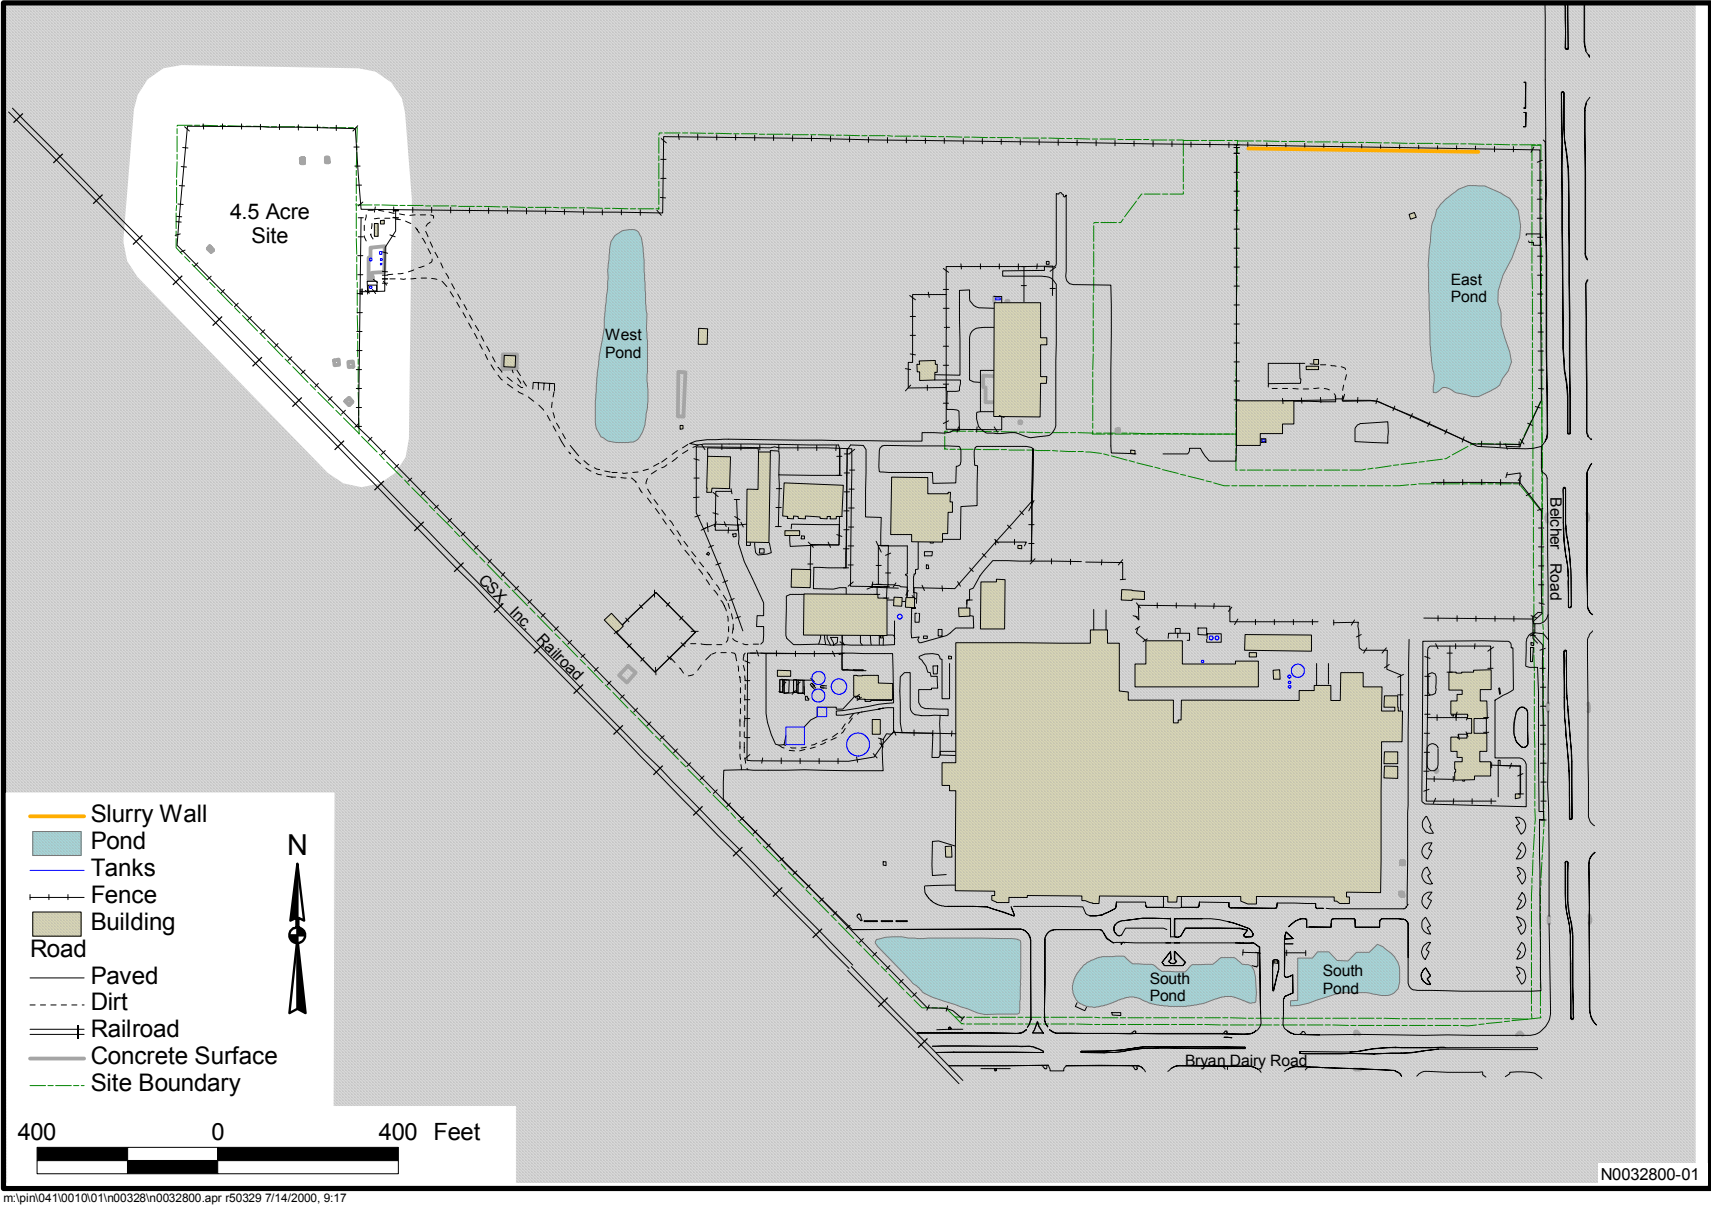 4.5 Acre
Site
West
Pond
East
Pond
Belcher Road
CSX, Inc. Railroad
South
Pond
South
Pond
Bryan Dairy Road
Slurry Wall
Pond
Tanks
Fence
Building
Road
Paved
Dirt
Railroad
Concrete Surface
Site Boundary
N
400 0 400 Feet
N0032800-01
m:\pin\041\0010\01\n00328\n0032800.apr r50329 7/14/2000, 9:17